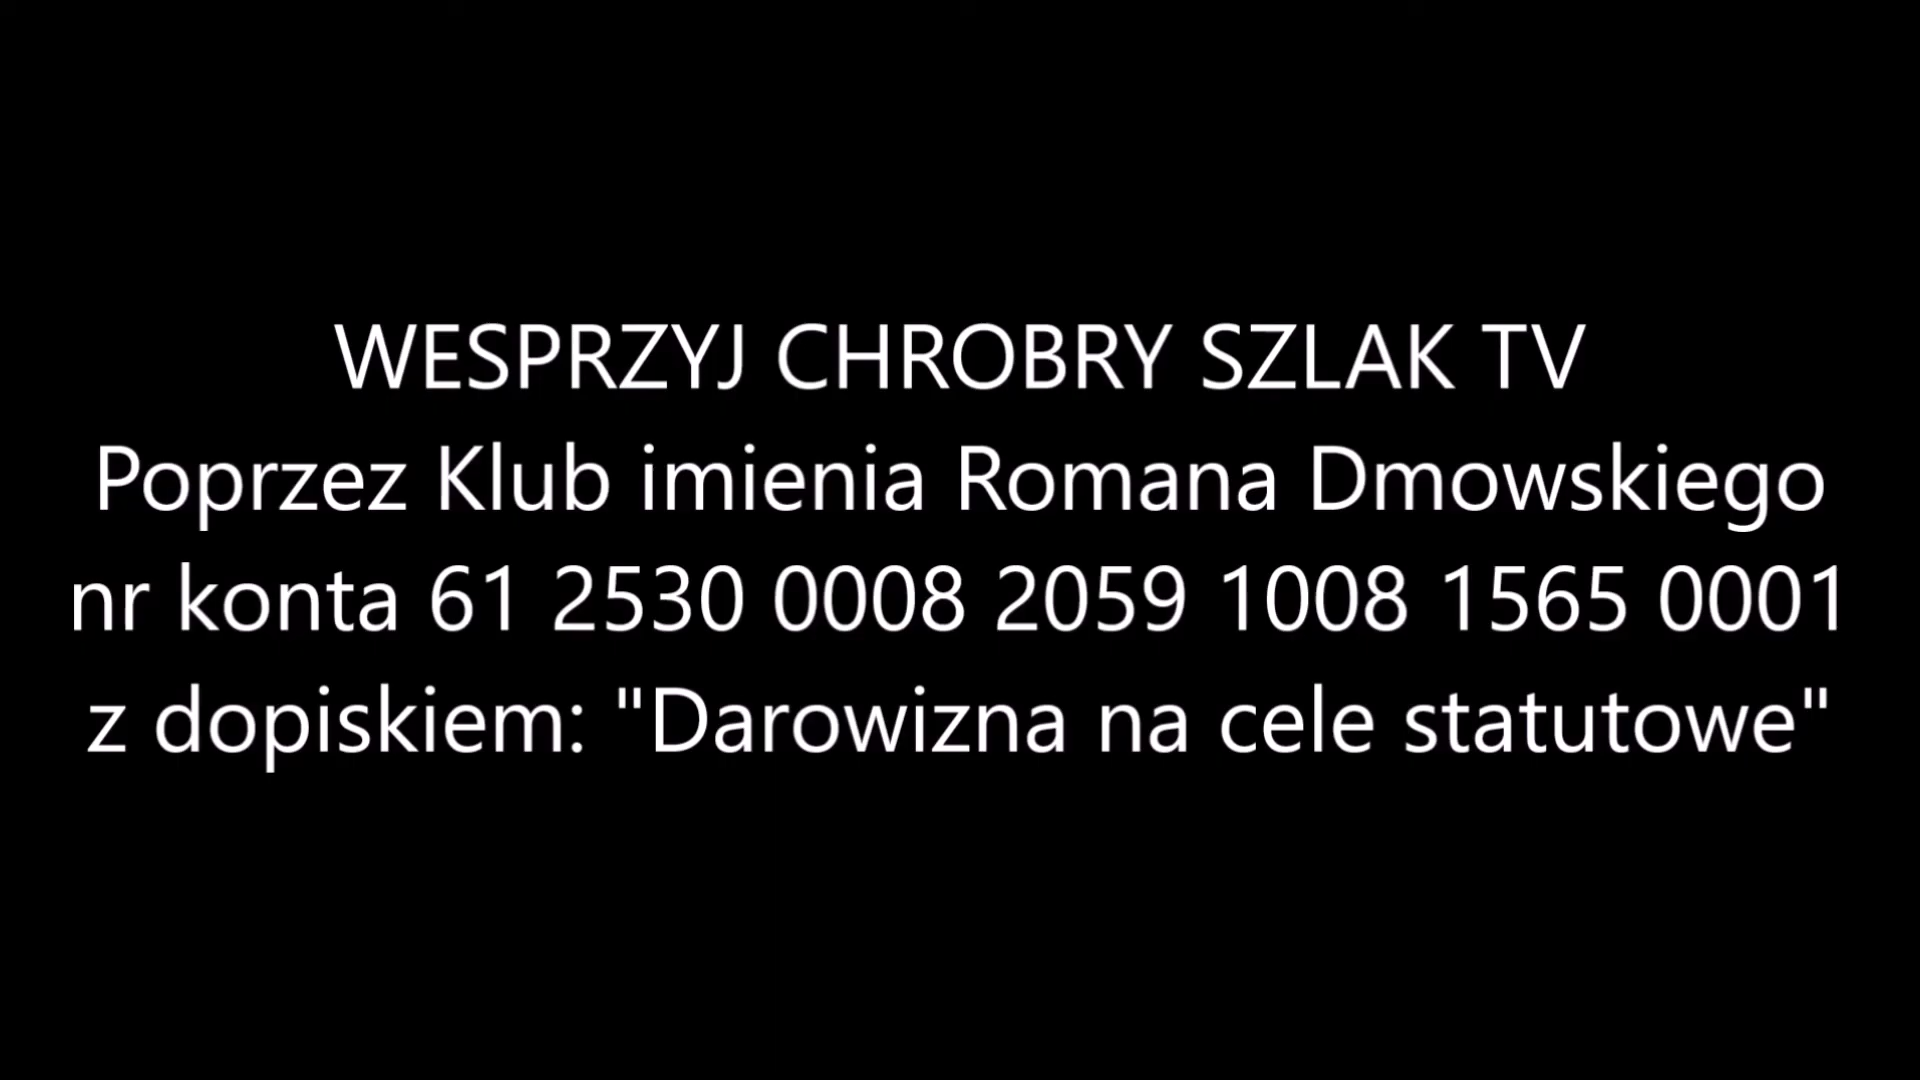 WESPRZYJ CHROBRY SZLAK TV
Poprzez Klub imienia Romana Dmowskiego
nr konta 61 2530 0008 2059 1008 1565 0001
z dopiskiem: "Darowizna na cele statutowe"